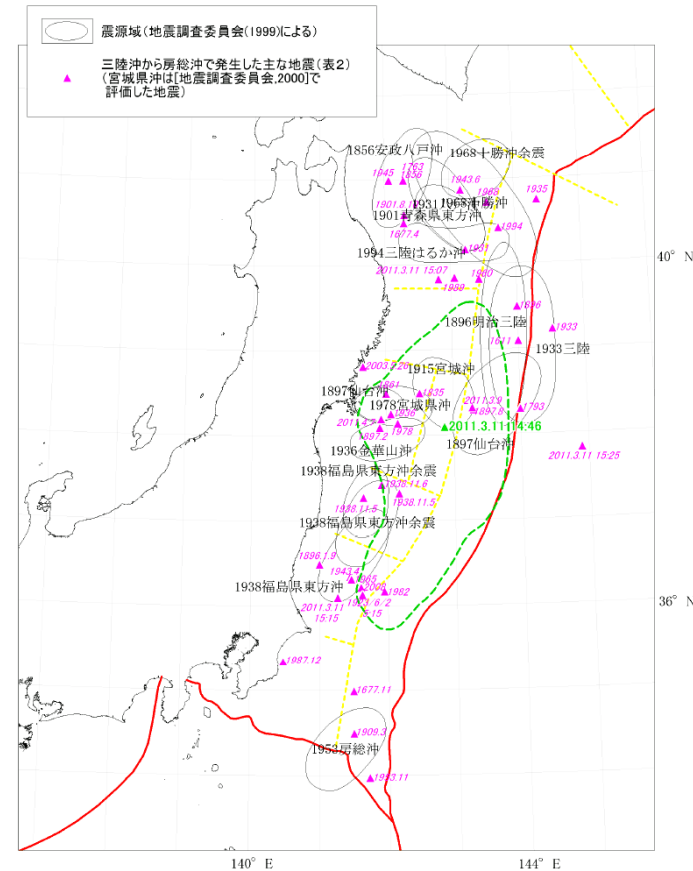 震源域(地震調査委員会(1999)による)
三陸沖から房総沖で発生した主な地震(表2)
(宮城県沖は[地震調査委員会,2000]で
評価した地震)
1856安政八戸沖
1968十勝沖余震
1763
1945
1856
1943.6
1968
1968十勝沖
1935
1901.8
1901青森県東方沖
1677.4
1994
1931
1994三陸はるか沖
40° N
2011.3.11 15:07
1989
1960
1896
1896明治三陸
1933
1611
1933三陸
2003.5.26
1915宮城沖
1897仙台沖
1861
1835
1978宮城県沖
1936
2011.3.9
1897.8
1793
1978
1897.2
2011.3.11 14:46
1936金華山沖
1897仙台沖
2011.3.11 15:25
1938福島県東方沖余震
1938.11.6
1938.11.5
1938.11.5
1938福島県東方沖余震
1896.1.9
1943.4
1965
1938福島県東方沖
2008
1982
36° N
2011.3.11
15:15
1987.12
1677.11
1909.3
1953房総沖
1953.11
140° E
144° E